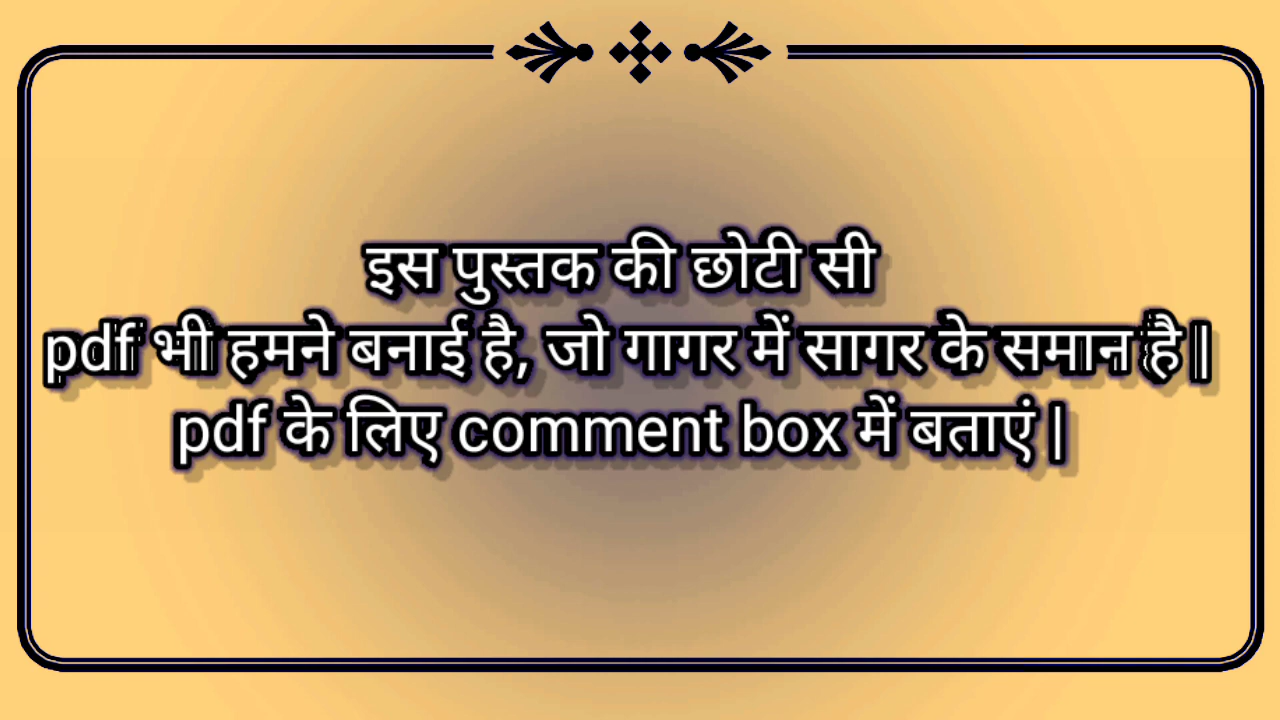 इस पुस्तक की छोटी सी
pdf भी हमने बनाई है, जो गागर में सागर के समान है |
pdf के लिए comment box में बताएं |